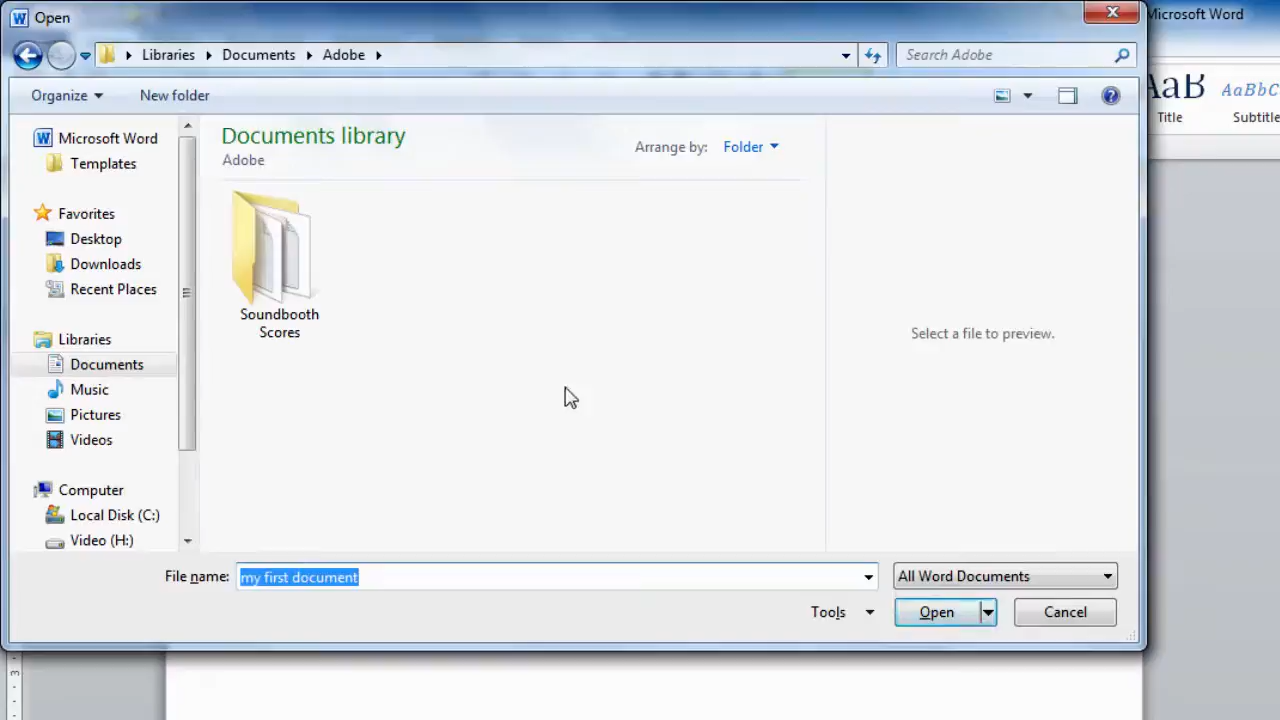 Open
Microsoft Word
Libraries Documents Adobe
Search Adobe
Organize New folder
AaB AaBbC
Title Subtitle
Documents library
Adobe
Arrange by: Folder
Microsoft Word
Templates
Favorites
Desktop
Downloads
Recent Places
Libraries
Documents
Music
Pictures
Videos
Computer
Local Disk (C:)
Video (H:)
Soundbooth
Scores
Select a file to preview.
File name: my first document
All Word Documents
Tools Open Cancel
3